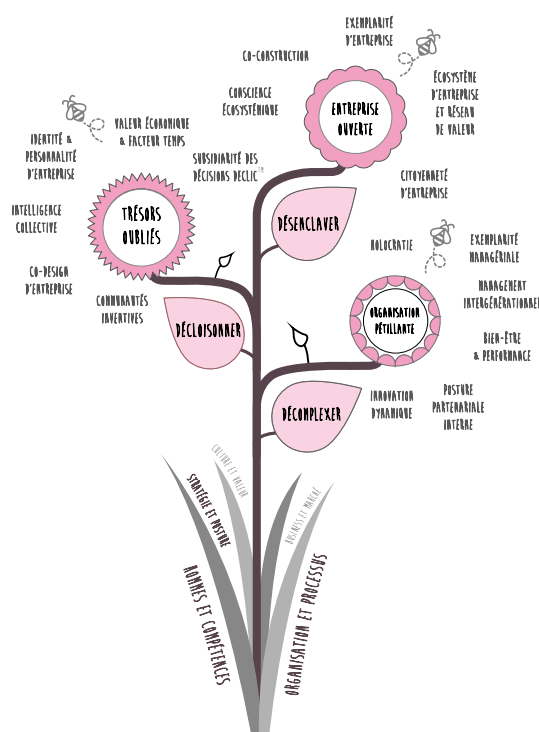 EXEMPLARITÉ
D'ENTREPRISE
CO-CONSTRUCTION
ÉCOSYSTÈME
D'ENTREPRISE
ET RÉSEAU
DE VALEUR
CONSCIENCE
ÉCOSYSTÉMIQUE
ENTREPRISE
OUVERTE
VALEUR ÉCONOMIQUE
& FACTEUR TEMPS
IDENTITÉ &
PERSONNALITÉ
D'ENTREPRISE
SUBSIDIARITÉ DES
DÉCISIONS DECLIC™
CITOYENNETÉ
D'ENTREPRISE
INTELLIGENCE
COLLECTIVE
TRÉSORS
OUBLIÉS
DÉSENCLAVER
HOLOCRATIE
EXEMPLARITÉ
MANAGÉRIALE
CO-DESIGN
D'ENTREPRISE
COMMUNAUTÉS
INVENTIVES
MANAGEMENT
INTERGÉNÉRATIONNEL
DÉCLOISONNER
ORGANISATION
PÉTILLANTE
BIEN-ÊTRE
& PERFORMANCE
DÉCOMPLEXER
INNOVATION
DYNAMIQUE
POSTURE
PARTENARIALE
INTERNE
CULTURE ET VALEUR
STRATÉGIE ET POSTURE
BUSINESS ET MARCHÉ
HOMMES ET COMPÉTENCES
ORGANISATION ET PROCESSUS